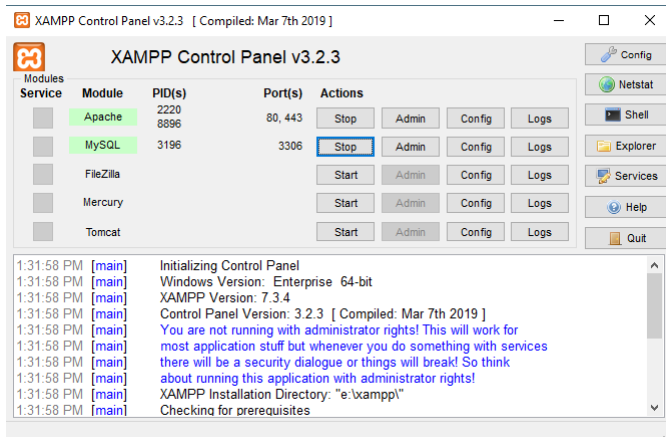 XAMPP Control Panel v3.2.3 [ Compiled: Mar 7th 2019 ]
XAMPP Control Panel v3.2.3
Config
Modules
Netstat
Service Module PID(s) Port(s) Actions
Apache 2220 8896 80, 443 Stop Admin Config Logs
Shell
MySQL 3196 3306 Stop Admin Config Logs
Explorer
FileZilla Start Admin Config Logs
Services
Mercury Start Admin Config Logs
Help
Tomcat Start Admin Config Logs
Quit
1:31:58 PM [main] Initializing Control Panel
1:31:58 PM [main] Windows Version: Enterprise 64-bit
1:31:58 PM [main] XAMPP Version: 7.3.4
1:31:58 PM [main] Control Panel Version: 3.2.3 [ Compiled: Mar 7th 2019 ]
1:31:58 PM [main] You are not running with administrator rights! This will work for
1:31:58 PM [main] most application stuff but whenever you do something with services
1:31:58 PM [main] there will be a security dialogue or things will break! So think
1:31:58 PM [main] about running this application with administrator rights!
1:31:58 PM [main] XAMPP Installation Directory: "e:\xampp\"
1:31:58 PM [main] Checking for prerequisites